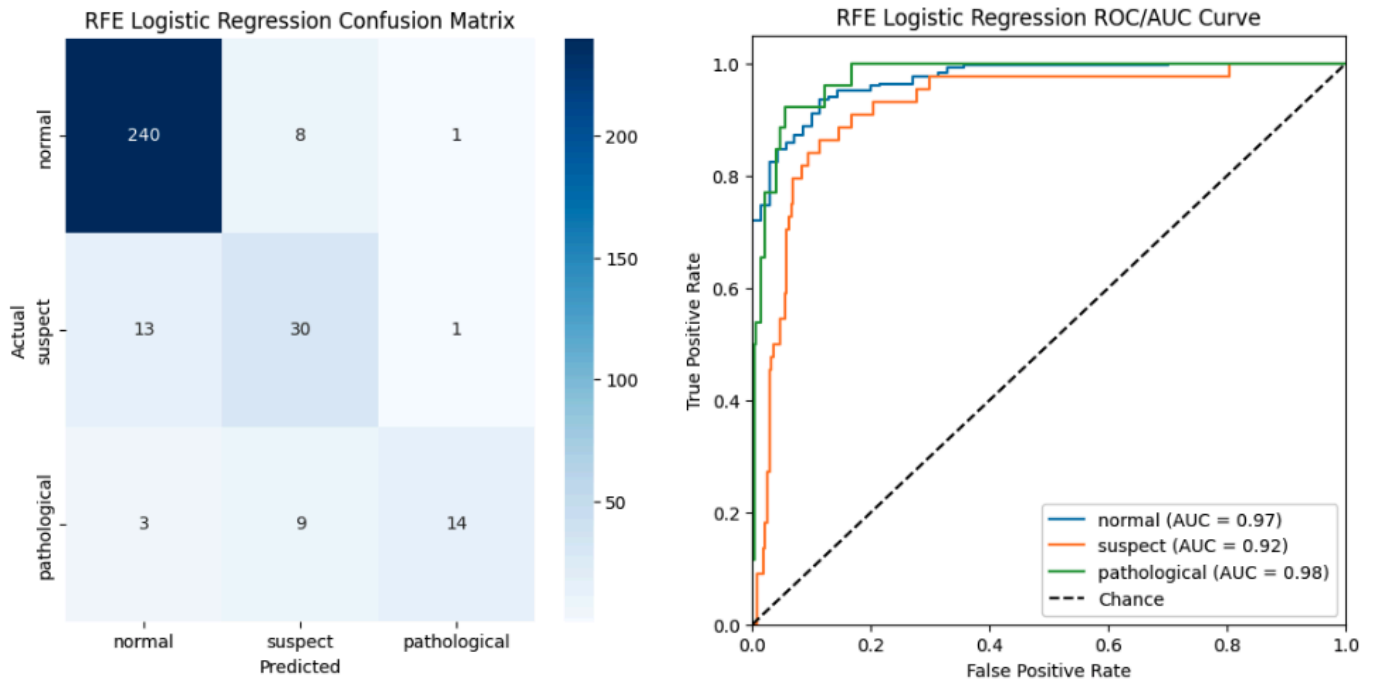 RFE Logistic Regression Confusion Matrix
normal
240 8 1
Actual
suspect
13 30 1
pathological
3 9 14
normal suspect pathological
Predicted
200
150
100
50
RFE Logistic Regression ROC/AUC Curve
True Positive Rate
1.0
0.8
0.6
0.4
0.2
0.0
0.0 0.2 0.4 0.6 0.8 1.0
False Positive Rate
normal (AUC = 0.97)
suspect (AUC = 0.92)
pathological (AUC = 0.98)
Chance